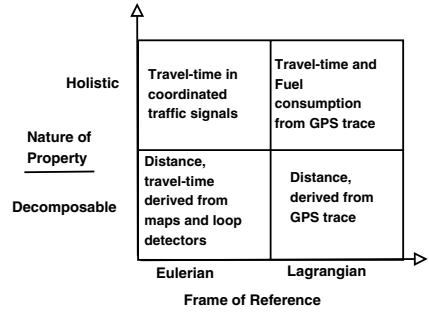 Holistic
Travel-time in
coordinated
traffic signals
Travel-time and
Fuel
consumption
from GPS trace
Nature of
Property
Decomposable
Distance,
travel-time
derived from
maps and loop
detectors
Distance,
derived from
GPS trace
Eulerian
Lagrangian
Frame of Reference